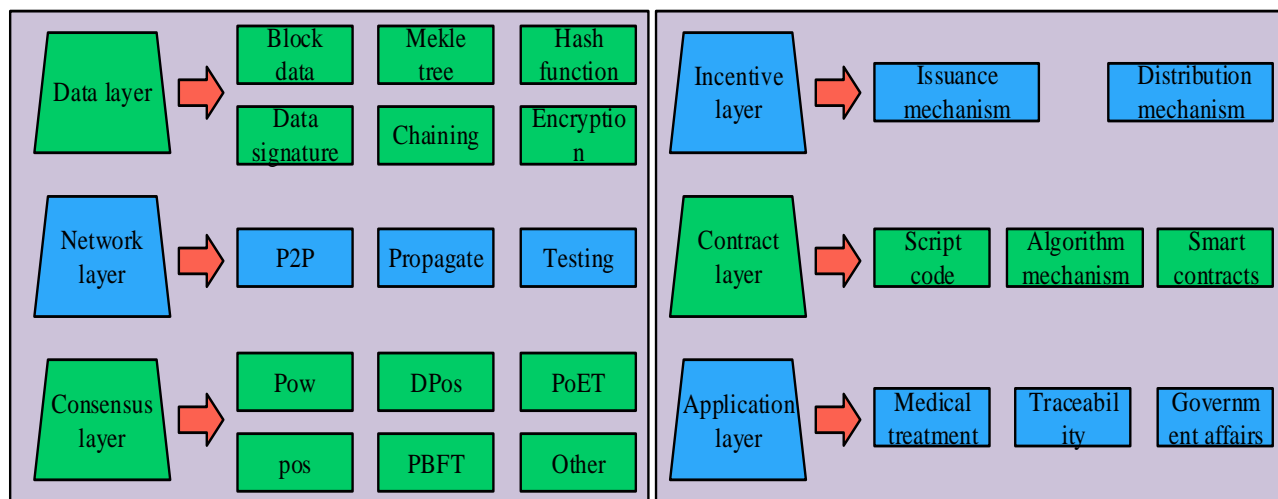 Data layer
Block
data
Mekle
tree
Hash
function
Data
signature
Chaining
Encryptio
n
Network
layer
P2P
Propagate
Testing
Consensus
layer
Pow
DPos
PoET
pos
PBFT
Other
Incentive
layer
Issuance
mechanism
Distribution
mechanism
Contract
layer
Script
code
Algorithm
mechanism
Smart
contracts
Application
layer
Medical
treatment
Traceabil
ity
Governm
ent affairs